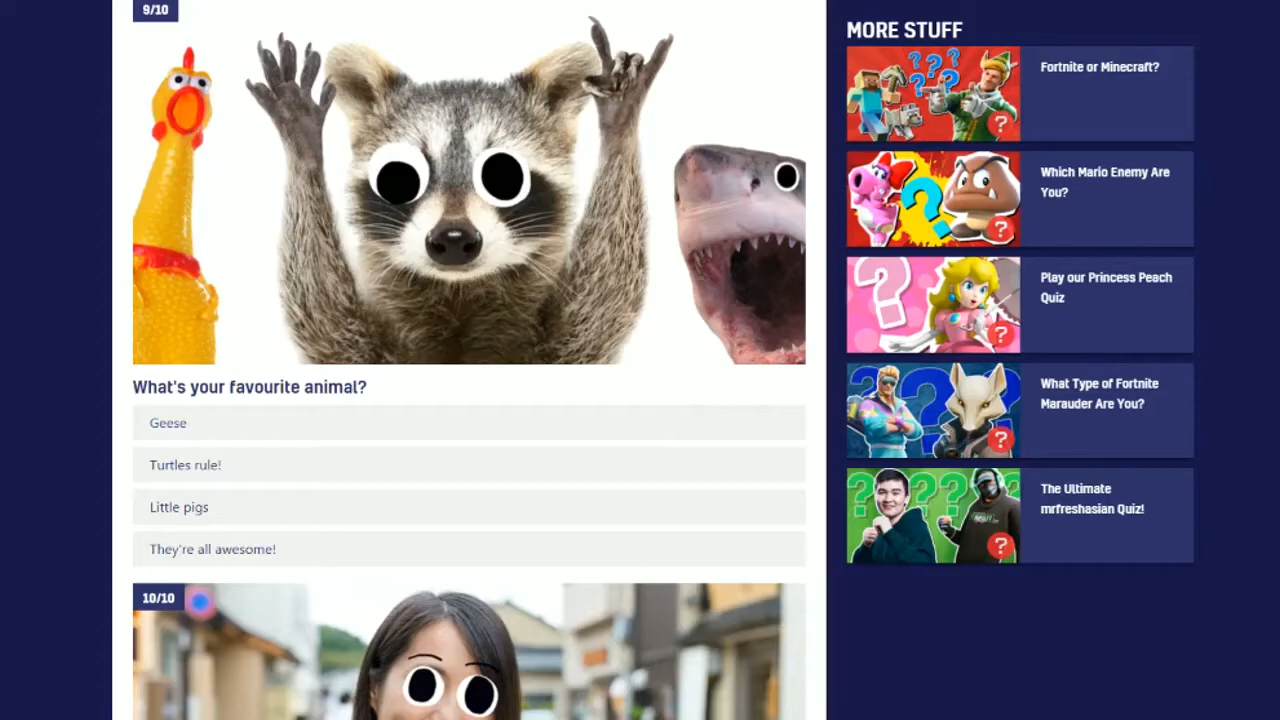 9/10
What's your favourite animal?
Geese
Turtles rule!
Little pigs
They're all awesome!
10/10
MORE STUFF
Fortnite or Minecraft?
Which Mario Enemy Are
You?
Play our Princess Peach
Quiz
What Type of Fortnite
Marauder Are You?
The Ultimate
mrfreshasian Quiz!